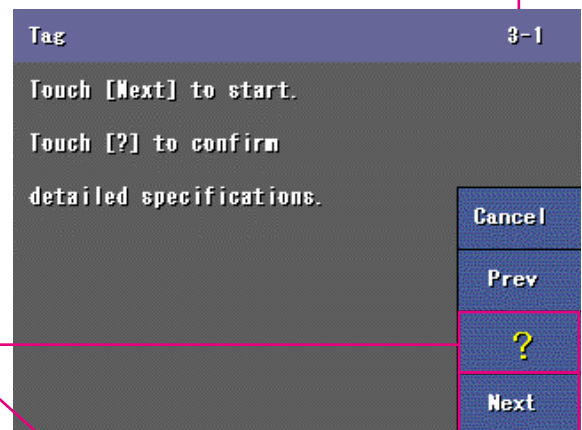 Tag 3-1
Touch [Next] to start.
Touch [?] to confirm
detailed specifications.
Cancel
Prev
?
Next